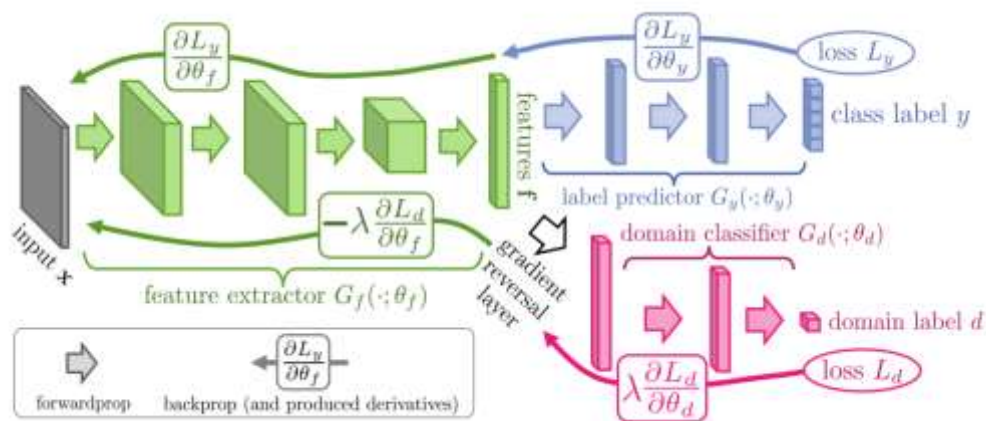 ∂L_y/∂θ_f
∂L_y/∂θ_y
loss L_y
features f
class label y
label predictor G_y(·; θ_y)
−λ ∂L_d/∂θ_f
input x
feature extractor G_f(·; θ_f)
gradient
reversal
layer
domain classifier G_d(·; θ_d)
domain label d
λ ∂L_d/∂θ_d
loss L_d
∂L_y/∂θ_f
forwardprop
backprop (and produced derivatives)